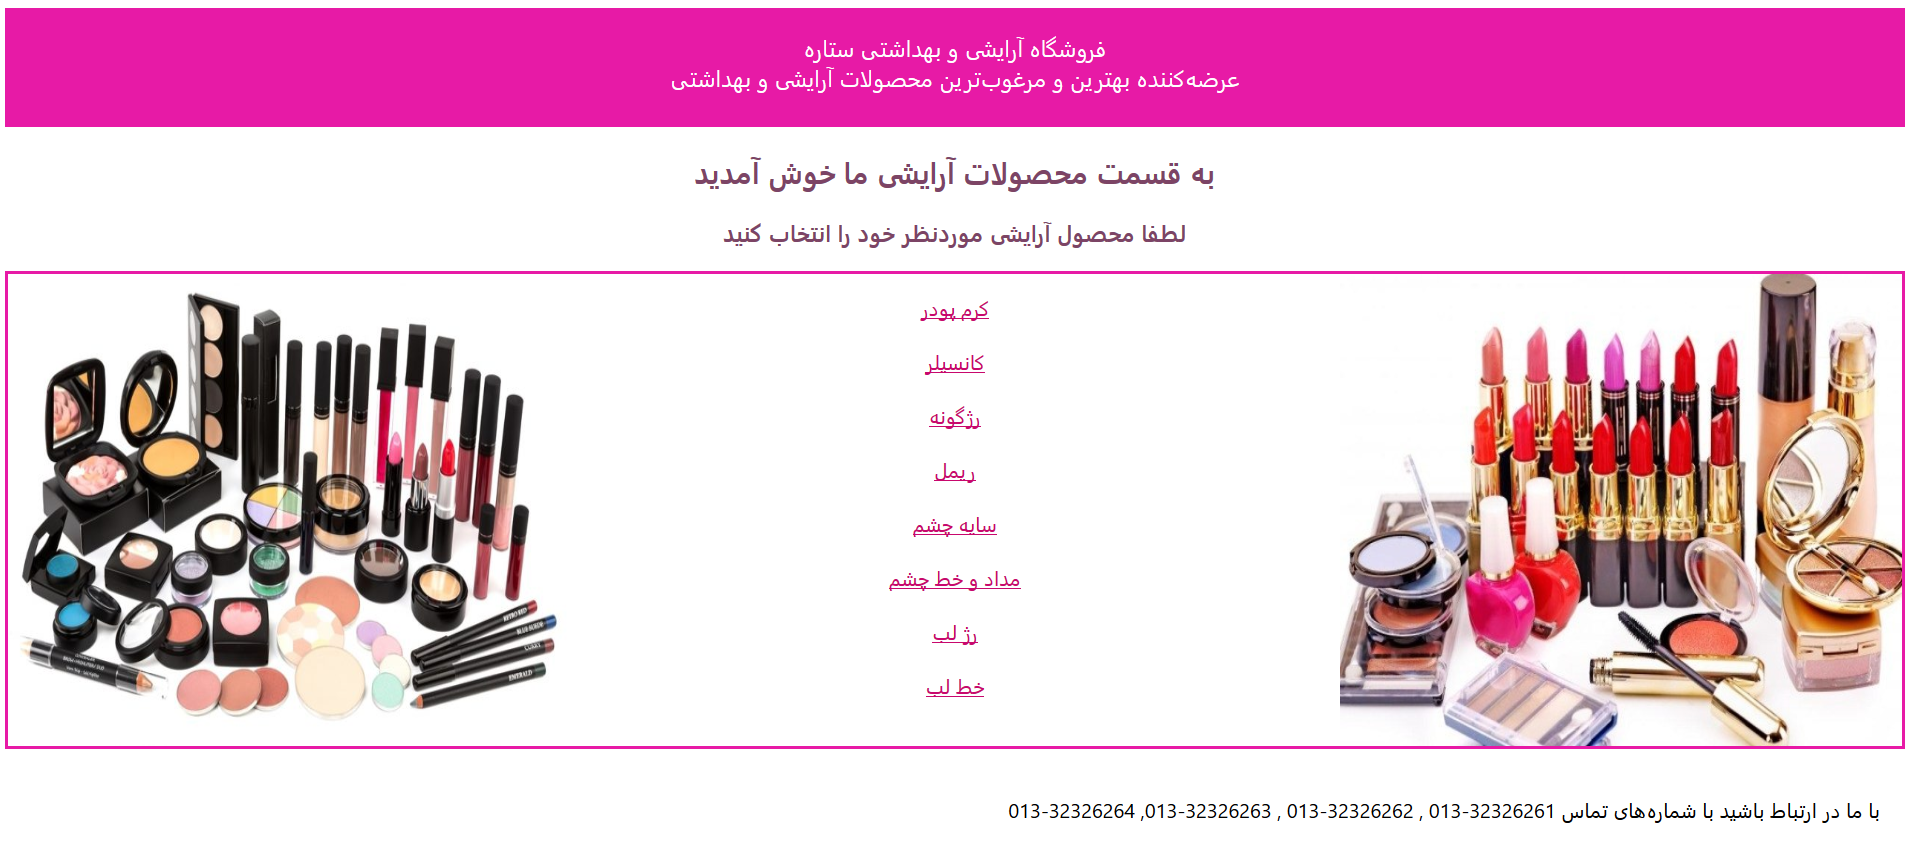 فروشگاه آرایشی و بهداشتی ستاره
عرضه‌کننده بهترین و مرغوب‌ترین محصولات آرایشی و بهداشتی
به قسمت محصولات آرایشی ما خوش آمدید
لطفا محصول آرایشی موردنظر خود را انتخاب کنید
کرم پودر
کانسیلر
رژگونه
ریمل
سایه چشم
مداد و خط چشم
رژ لب
خط لب
RETRO RED
EMERALD
با ما در ارتباط باشید با شماره‌های تماس 32326261-013 , 32326262-013 , 32326263-013, 32326264-013